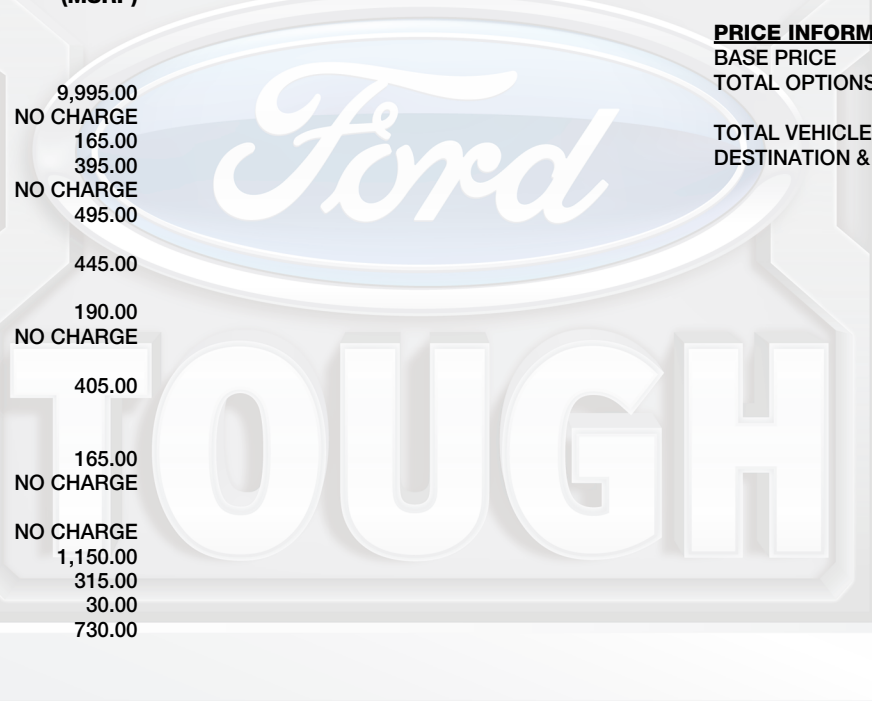 (MSRP)
9,995.00
NO CHARGE
165.00
395.00
NO CHARGE
495.00
445.00
190.00
NO CHARGE
405.00
165.00
NO CHARGE
NO CHARGE
1,150.00
315.00
30.00
730.00
PRICE INFORM
BASE PRICE
TOTAL OPTIONS
TOTAL VEHICLE
DESTINATION &
Ford
TOUGH